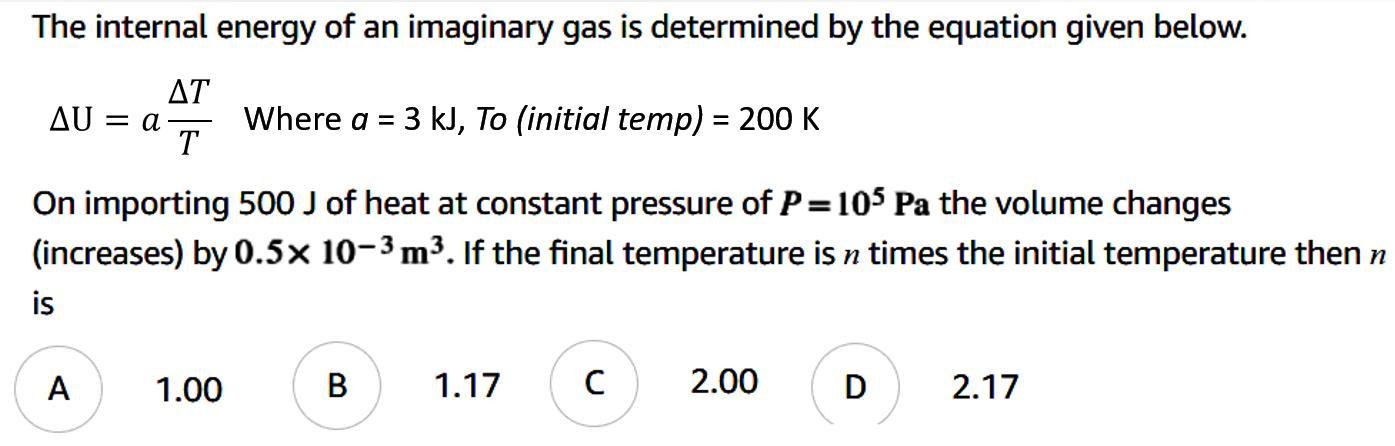 The internal energy of an imaginary gas is determined by the equation given below.
ΔU = a ΔT/T Where a = 3 kJ, To (initial temp) = 200 K
On importing 500 J of heat at constant pressure of P=10⁵ Pa the volume changes
(increases) by 0.5× 10⁻³ m³. If the final temperature is n times the initial temperature then n
is
A 1.00 B 1.17 C 2.00 D 2.17